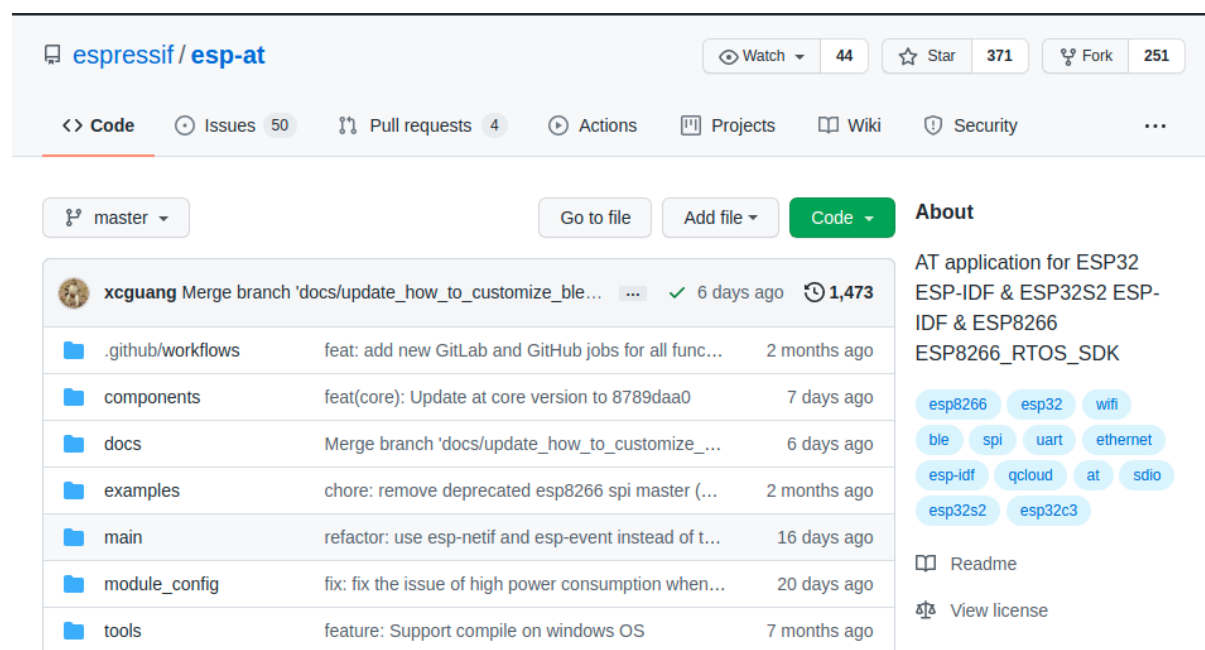 espressif / esp-at
Watch 44
Star 371
Fork 251
<> Code
Issues 50
Pull requests 4
Actions
Projects
Wiki
Security
...
master
Go to file
Add file
Code
xcguang Merge branch 'docs/update_how_to_customize_ble... ... 6 days ago 1,473
.github/workflows feat: add new GitLab and GitHub jobs for all func... 2 months ago
components feat(core): Update at core version to 8789daa0 7 days ago
docs Merge branch 'docs/update_how_to_customize_... 6 days ago
examples chore: remove deprecated esp8266 spi master (... 2 months ago
main refactor: use esp-netif and esp-event instead of t... 16 days ago
module_config fix: fix the issue of high power consumption when... 20 days ago
tools feature: Support compile on windows OS 7 months ago
About
AT application for ESP32
ESP-IDF & ESP32S2 ESP-
IDF & ESP8266
ESP8266_RTOS_SDK
esp8266 esp32 wifi
ble spi uart ethernet
esp-idf qcloud at sdio
esp32s2 esp32c3
Readme
View license